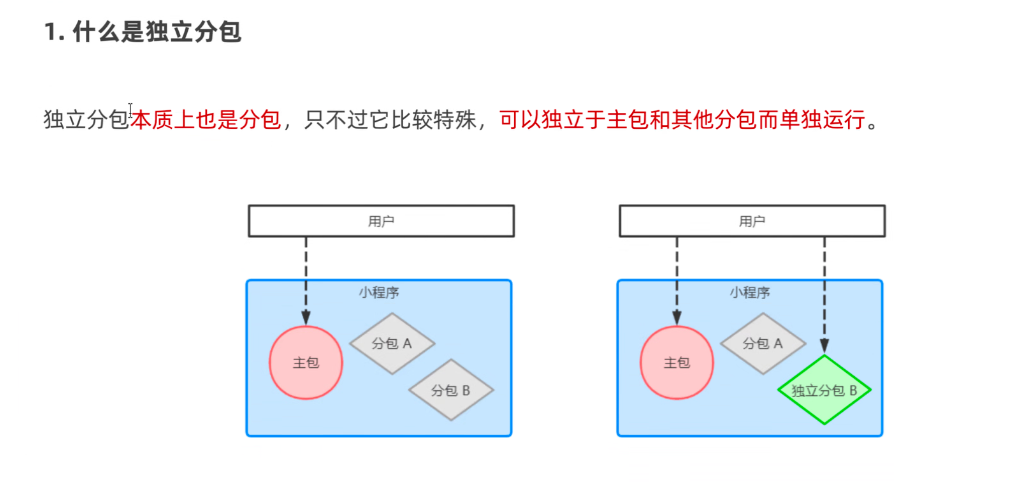 1. 什么是独立分包
独立分包本质上也是分包，只不过它比较特殊，可以独立于主包和其他分包而单独运行。
用户
小程序
主包
分包 A
分包 B
用户
小程序
主包
分包 A
独立分包 B